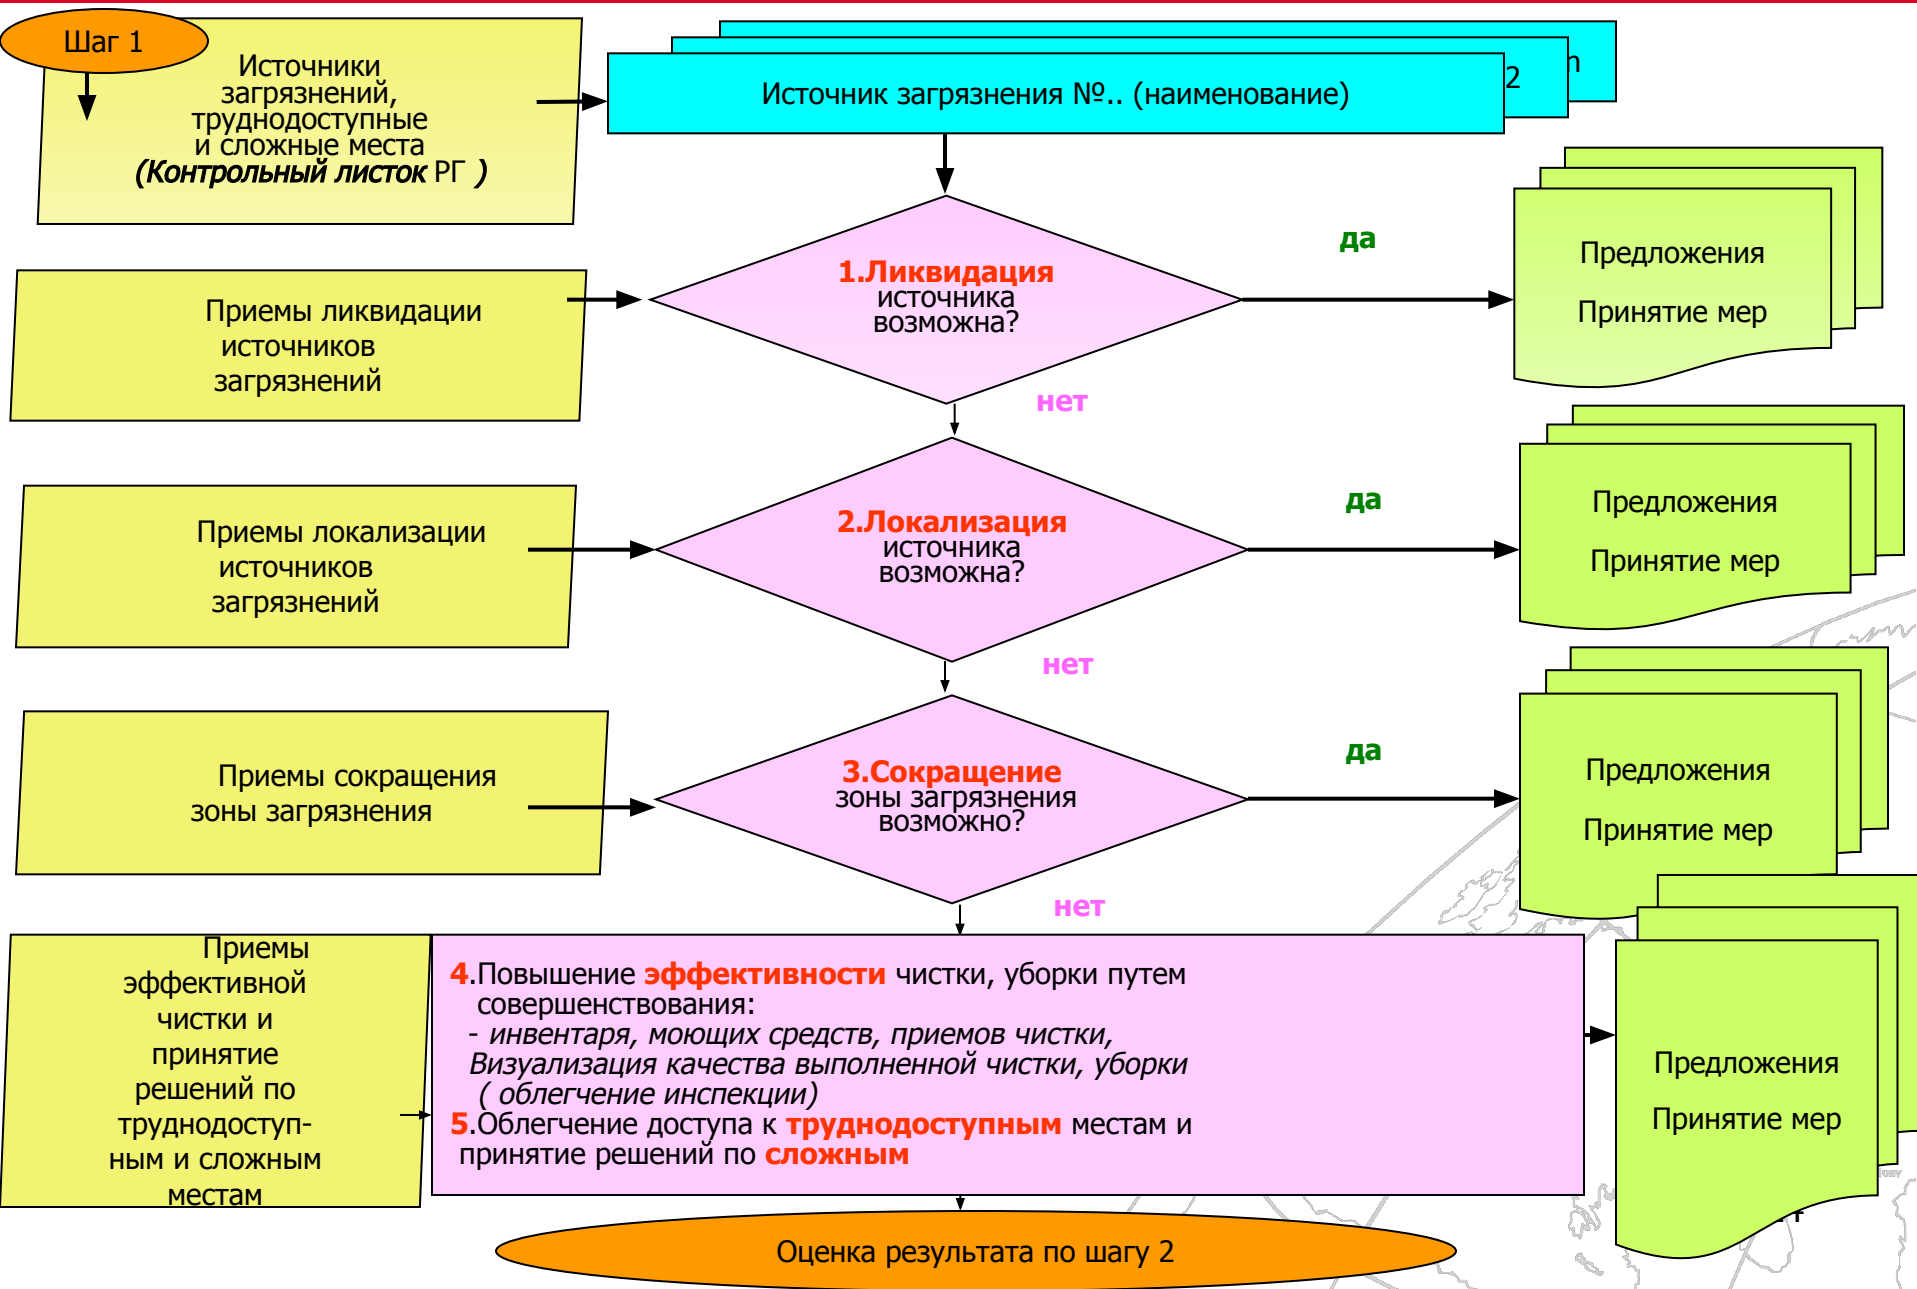 Шаг 1
Источники
загрязнений,
труднодоступные
и сложные места
(Контрольный листок РГ )
n
2
Источник загрязнения №.. (наименование)
да
1.Ликвидация
источника
возможна?
Предложения
Принятие мер
Приемы ликвидации
источников
загрязнений
нет
да
2.Локализация
источника
возможна?
Предложения
Принятие мер
Приемы локализации
источников
загрязнений
нет
да
3.Сокращение
зоны загрязнения
возможно?
Предложения
Принятие мер
Приемы сокращения
зоны загрязнения
нет
Приемы
эффективной
чистки и
принятие
решений по
труднодоступ-
ным и сложным
местам
4.Повышение эффективности чистки, уборки путем
совершенствования:
- инвентаря, моющих средств, приемов чистки,
Визуализация качества выполненной чистки, уборки
( облегчение инспекции)
5.Облегчение доступа к труднодоступным местам и
принятие решений по сложным
Предложения
Принятие мер
Оценка результата по шагу 2